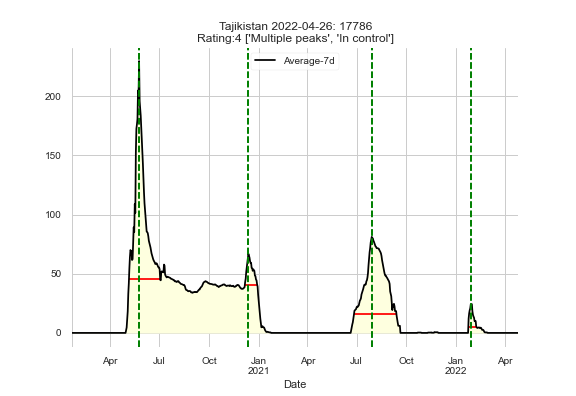 Tajikistan 2022-04-26: 17786
Rating:4 ['Multiple peaks', 'In control']
Average-7d
200
150
100
50
0
Apr Jul Oct Jan Apr Jul Oct Jan Apr
2021 2022
Date